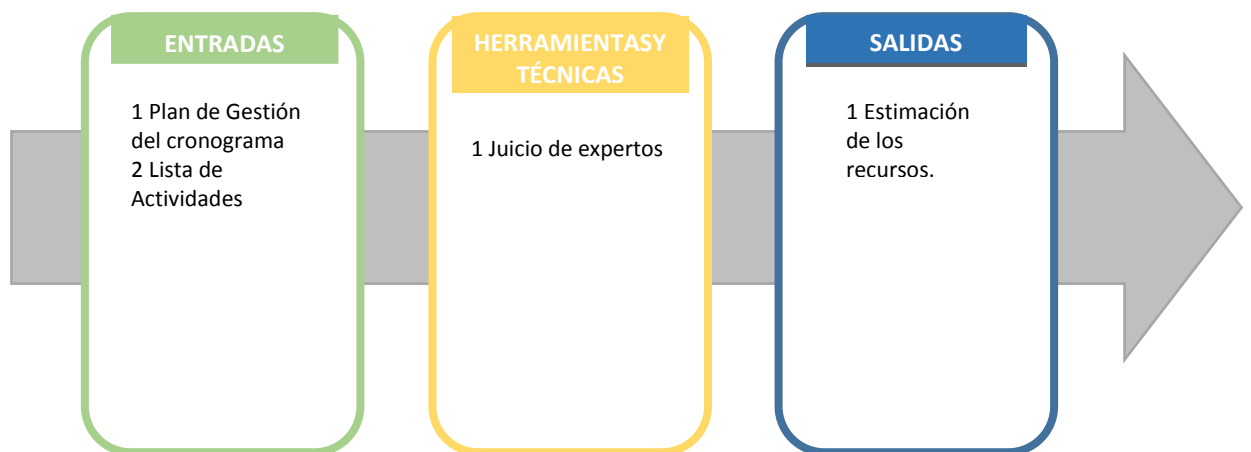 ENTRADAS
1 Plan de Gestión
del cronograma
2 Lista de
Actividades
HERRAMIENTASY
TÉCNICAS
1 Juicio de expertos
SALIDAS
1 Estimación
de los
recursos.